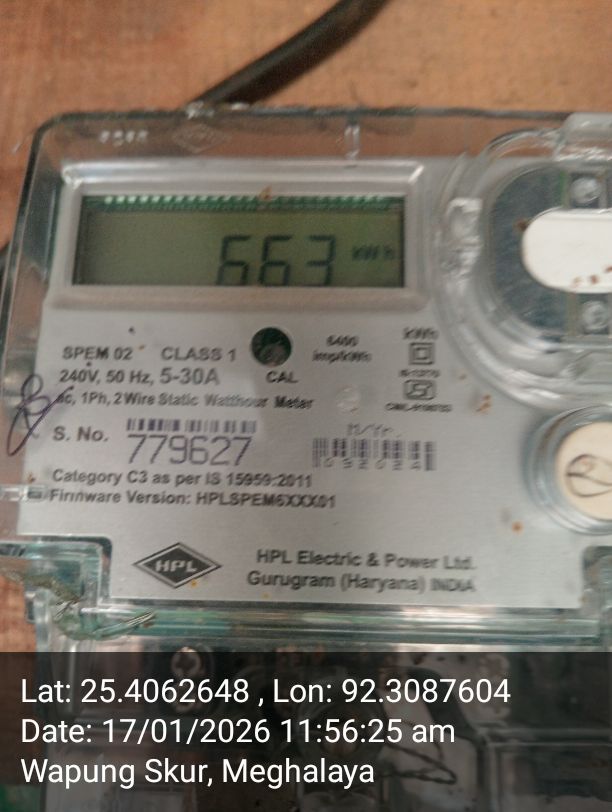 663 kWh
SPEM 02 CLASS 1
6400 imp/kWh
kWh
240V, 50 Hz, 5-30A
CAL
ac, 1Ph, 2 Wire Static Watthour Meter
S. No. 779627
M/Yr.
Category C3 as per IS 15959:2011
Firmware Version: HPLSPEM6XXX01
HPL
HPL Electric & Power Ltd.
Gurugram (Haryana) INDIA
Lat: 25.4062648 , Lon: 92.3087604
Date: 17/01/2026 11:56:25 am
Wapung Skur, Meghalaya